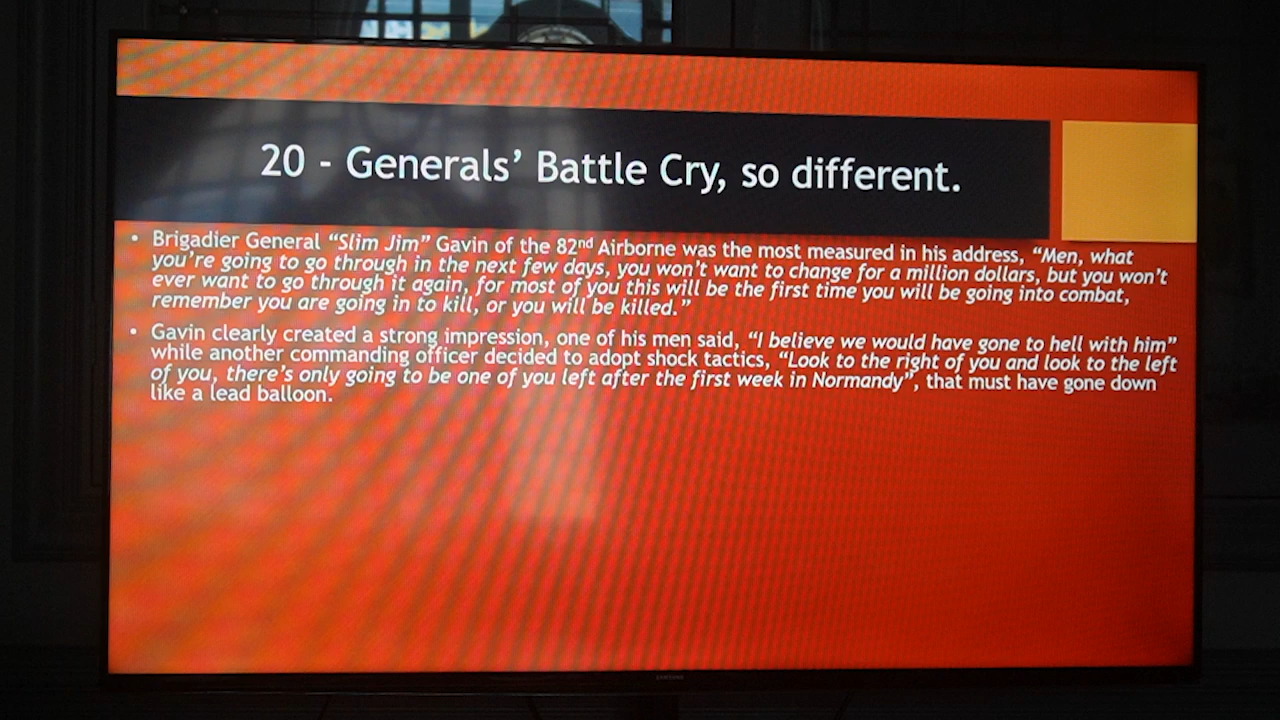 20 - Generals’ Battle Cry, so different.
• Brigadier General “Slim Jim” Gavin of the 82nd Airborne was the most measured in his address, “Men, what
you’re going to go through in the next few days, you won’t want to change for a million dollars, but you won’t
ever want to go through it again, for most of you this will be the first time you will be going into combat,
remember you are going in to kill, or you will be killed.”
• Gavin clearly created a strong impression, one of his men said, “I believe we would have gone to hell with him”
while another commanding officer decided to adopt shock tactics, “Look to the right of you and look to the left
of you, there’s only going to be one of you left after the first week in Normandy”, that must have gone down
like a lead balloon.
SAMSUNG